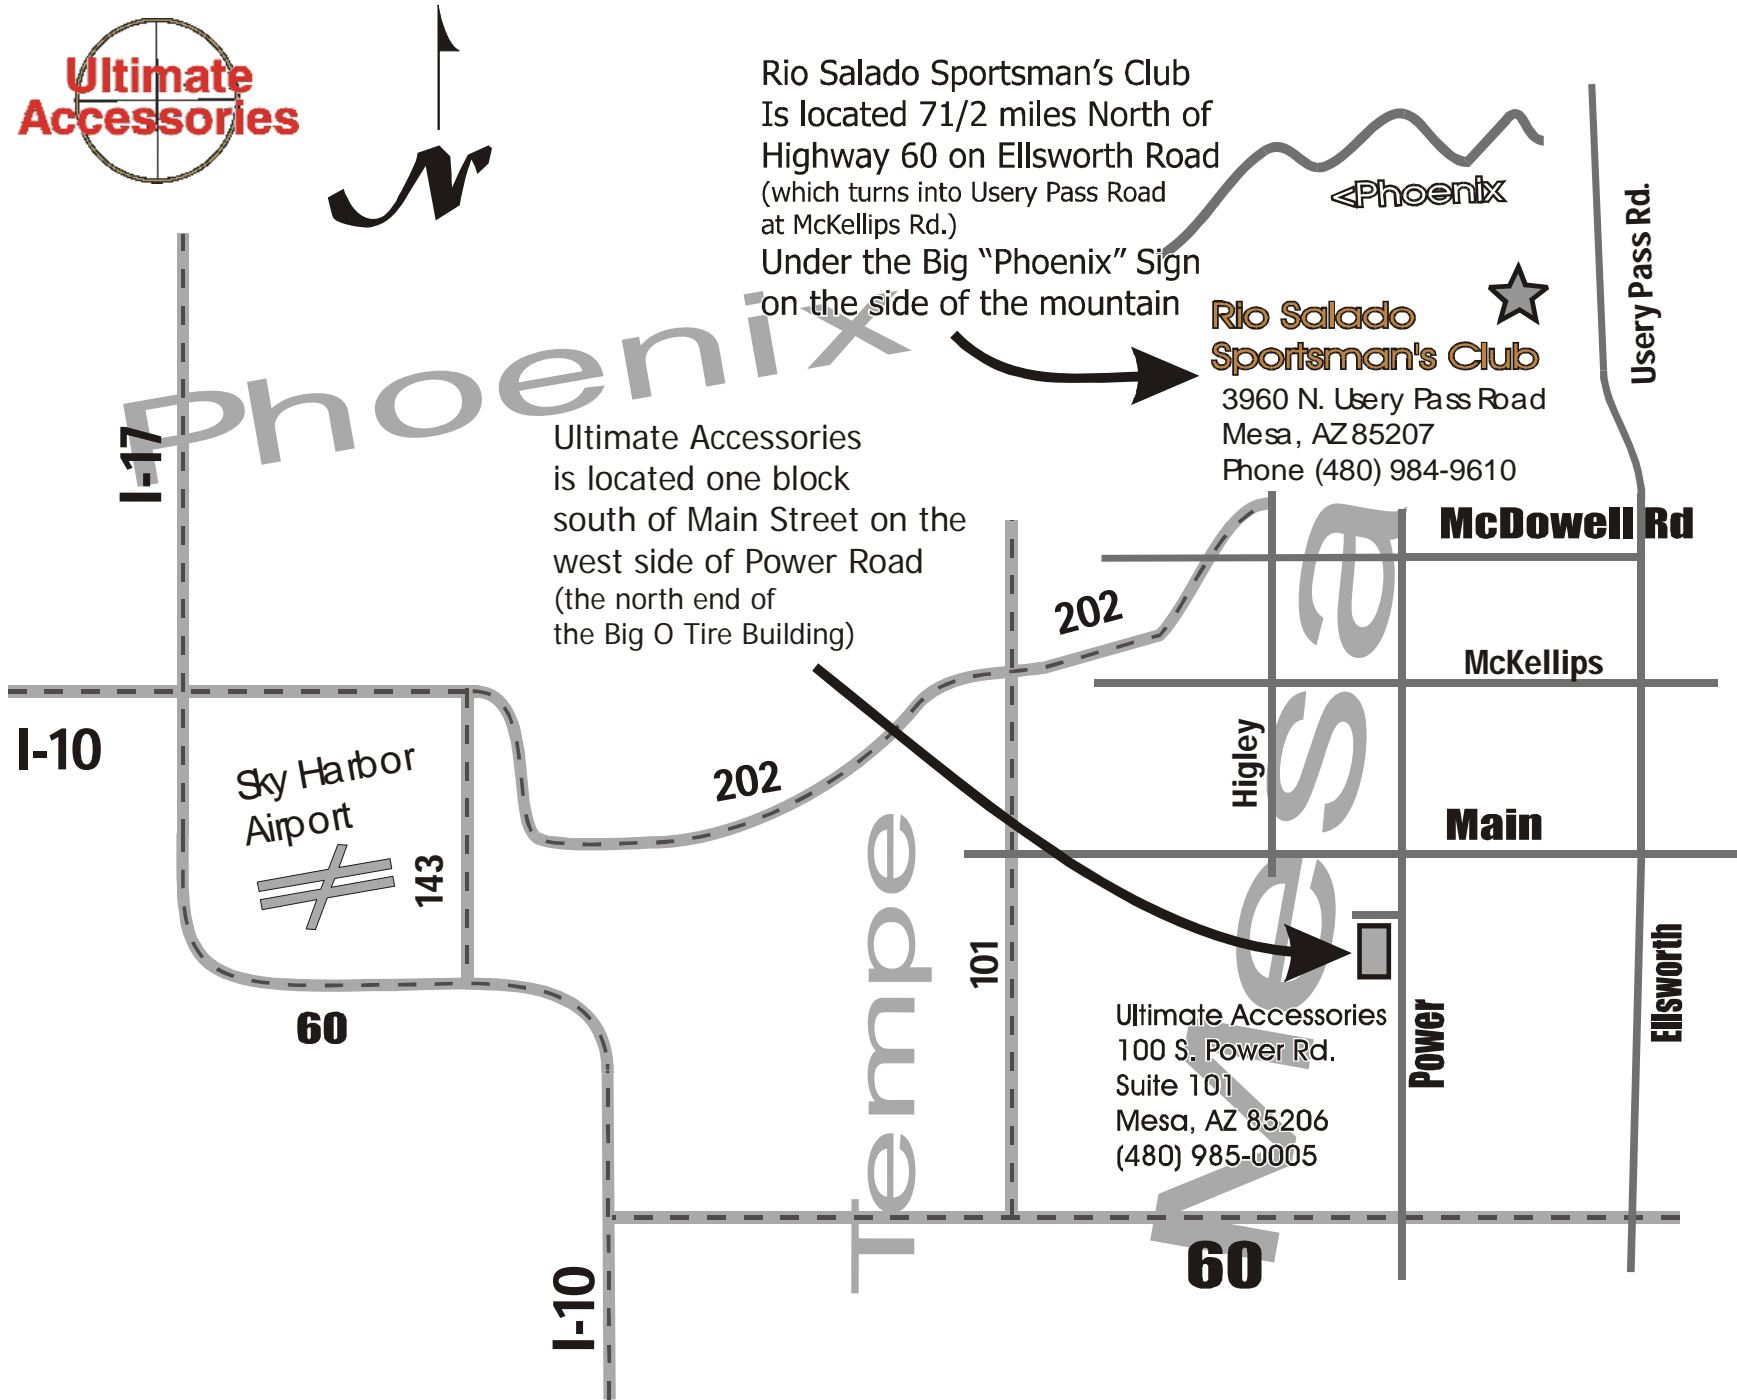 Ultimate
Accessories
N
Rio Salado Sportsman's Club
Is located 71/2 miles North of
Highway 60 on Ellsworth Road
(which turns into Usery Pass Road
at McKellips Rd.)
Under the Big “Phoenix” Sign
on the side of the mountain
<Phoenix
Usery Pass Rd.
Rio Salado
Sportsman's Club
3960 N. Usery Pass Road
Mesa, AZ 85207
Phone (480) 984-9610
Phoenix
I-17
Ultimate Accessories
is located one block
south of Main Street on the
west side of Power Road
(the north end of
the Big O Tire Building)
McDowell Rd
202
McKellips
I-10
Sky Harbor
Airport
143
202
Higley
Main
Tempe
Mesa
101
60
Ultimate Accessories
100 S. Power Rd.
Suite 101
Mesa, AZ 85206
(480) 985-0005
Power
Ellsworth
60
I-10